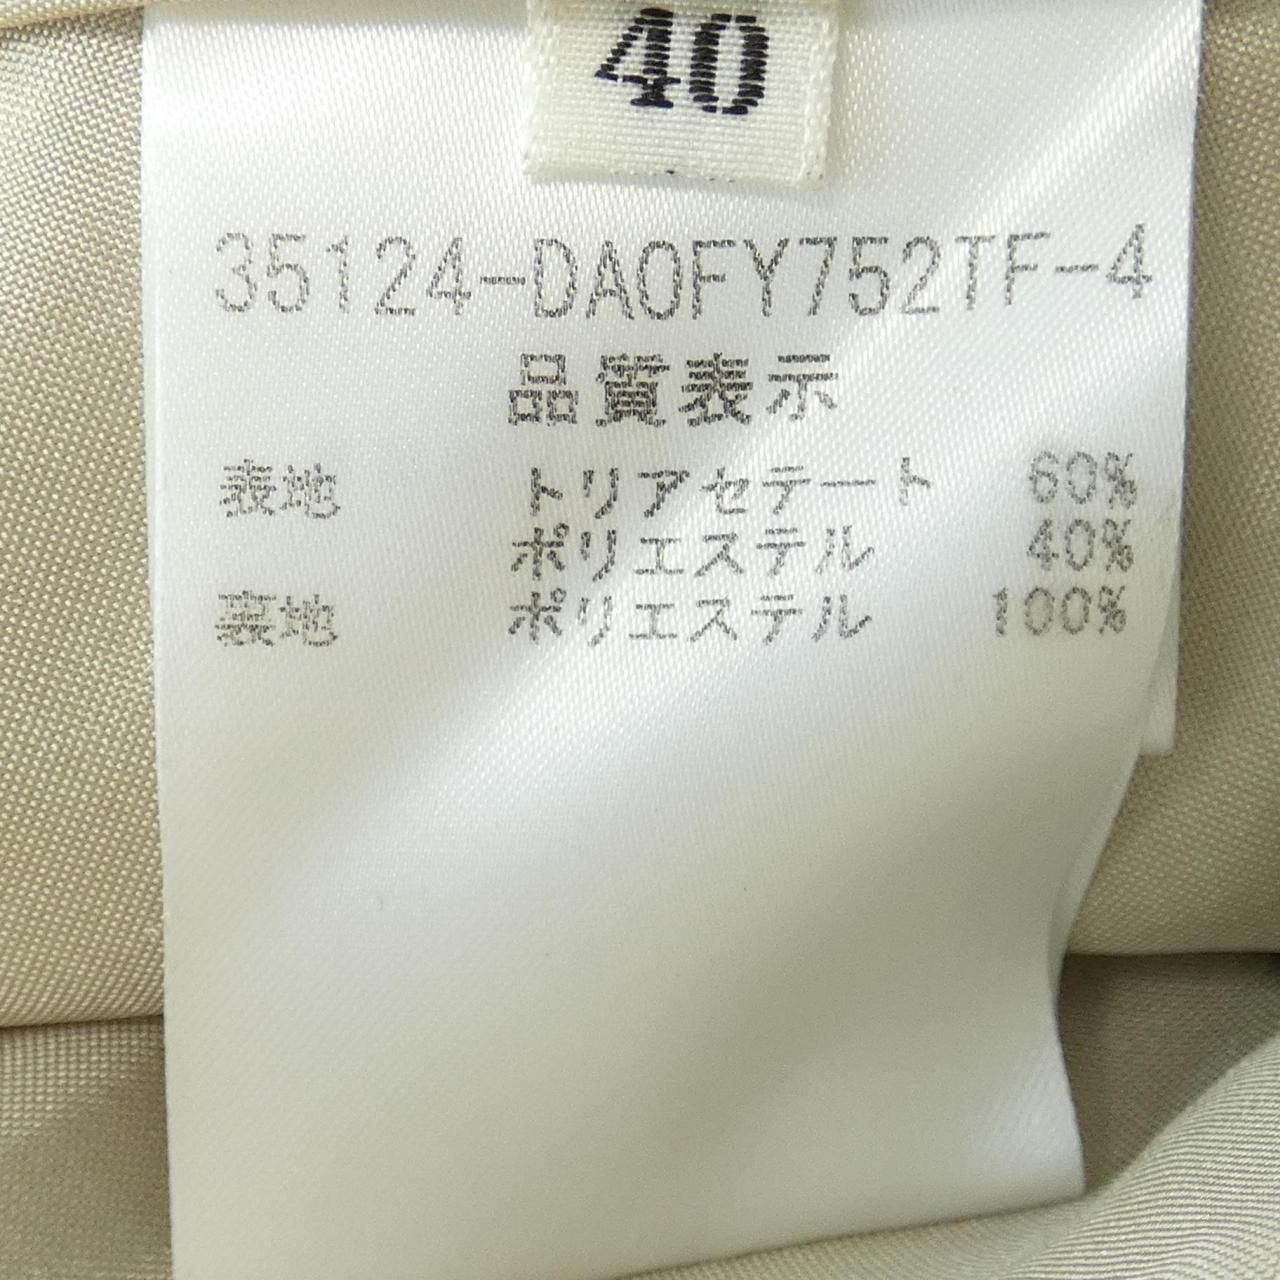 40
35124-DA0FY752TF-4
品質表示
表地 トリアセテート 60%
ポリエステル 40%
裏地 ポリエステル 100%